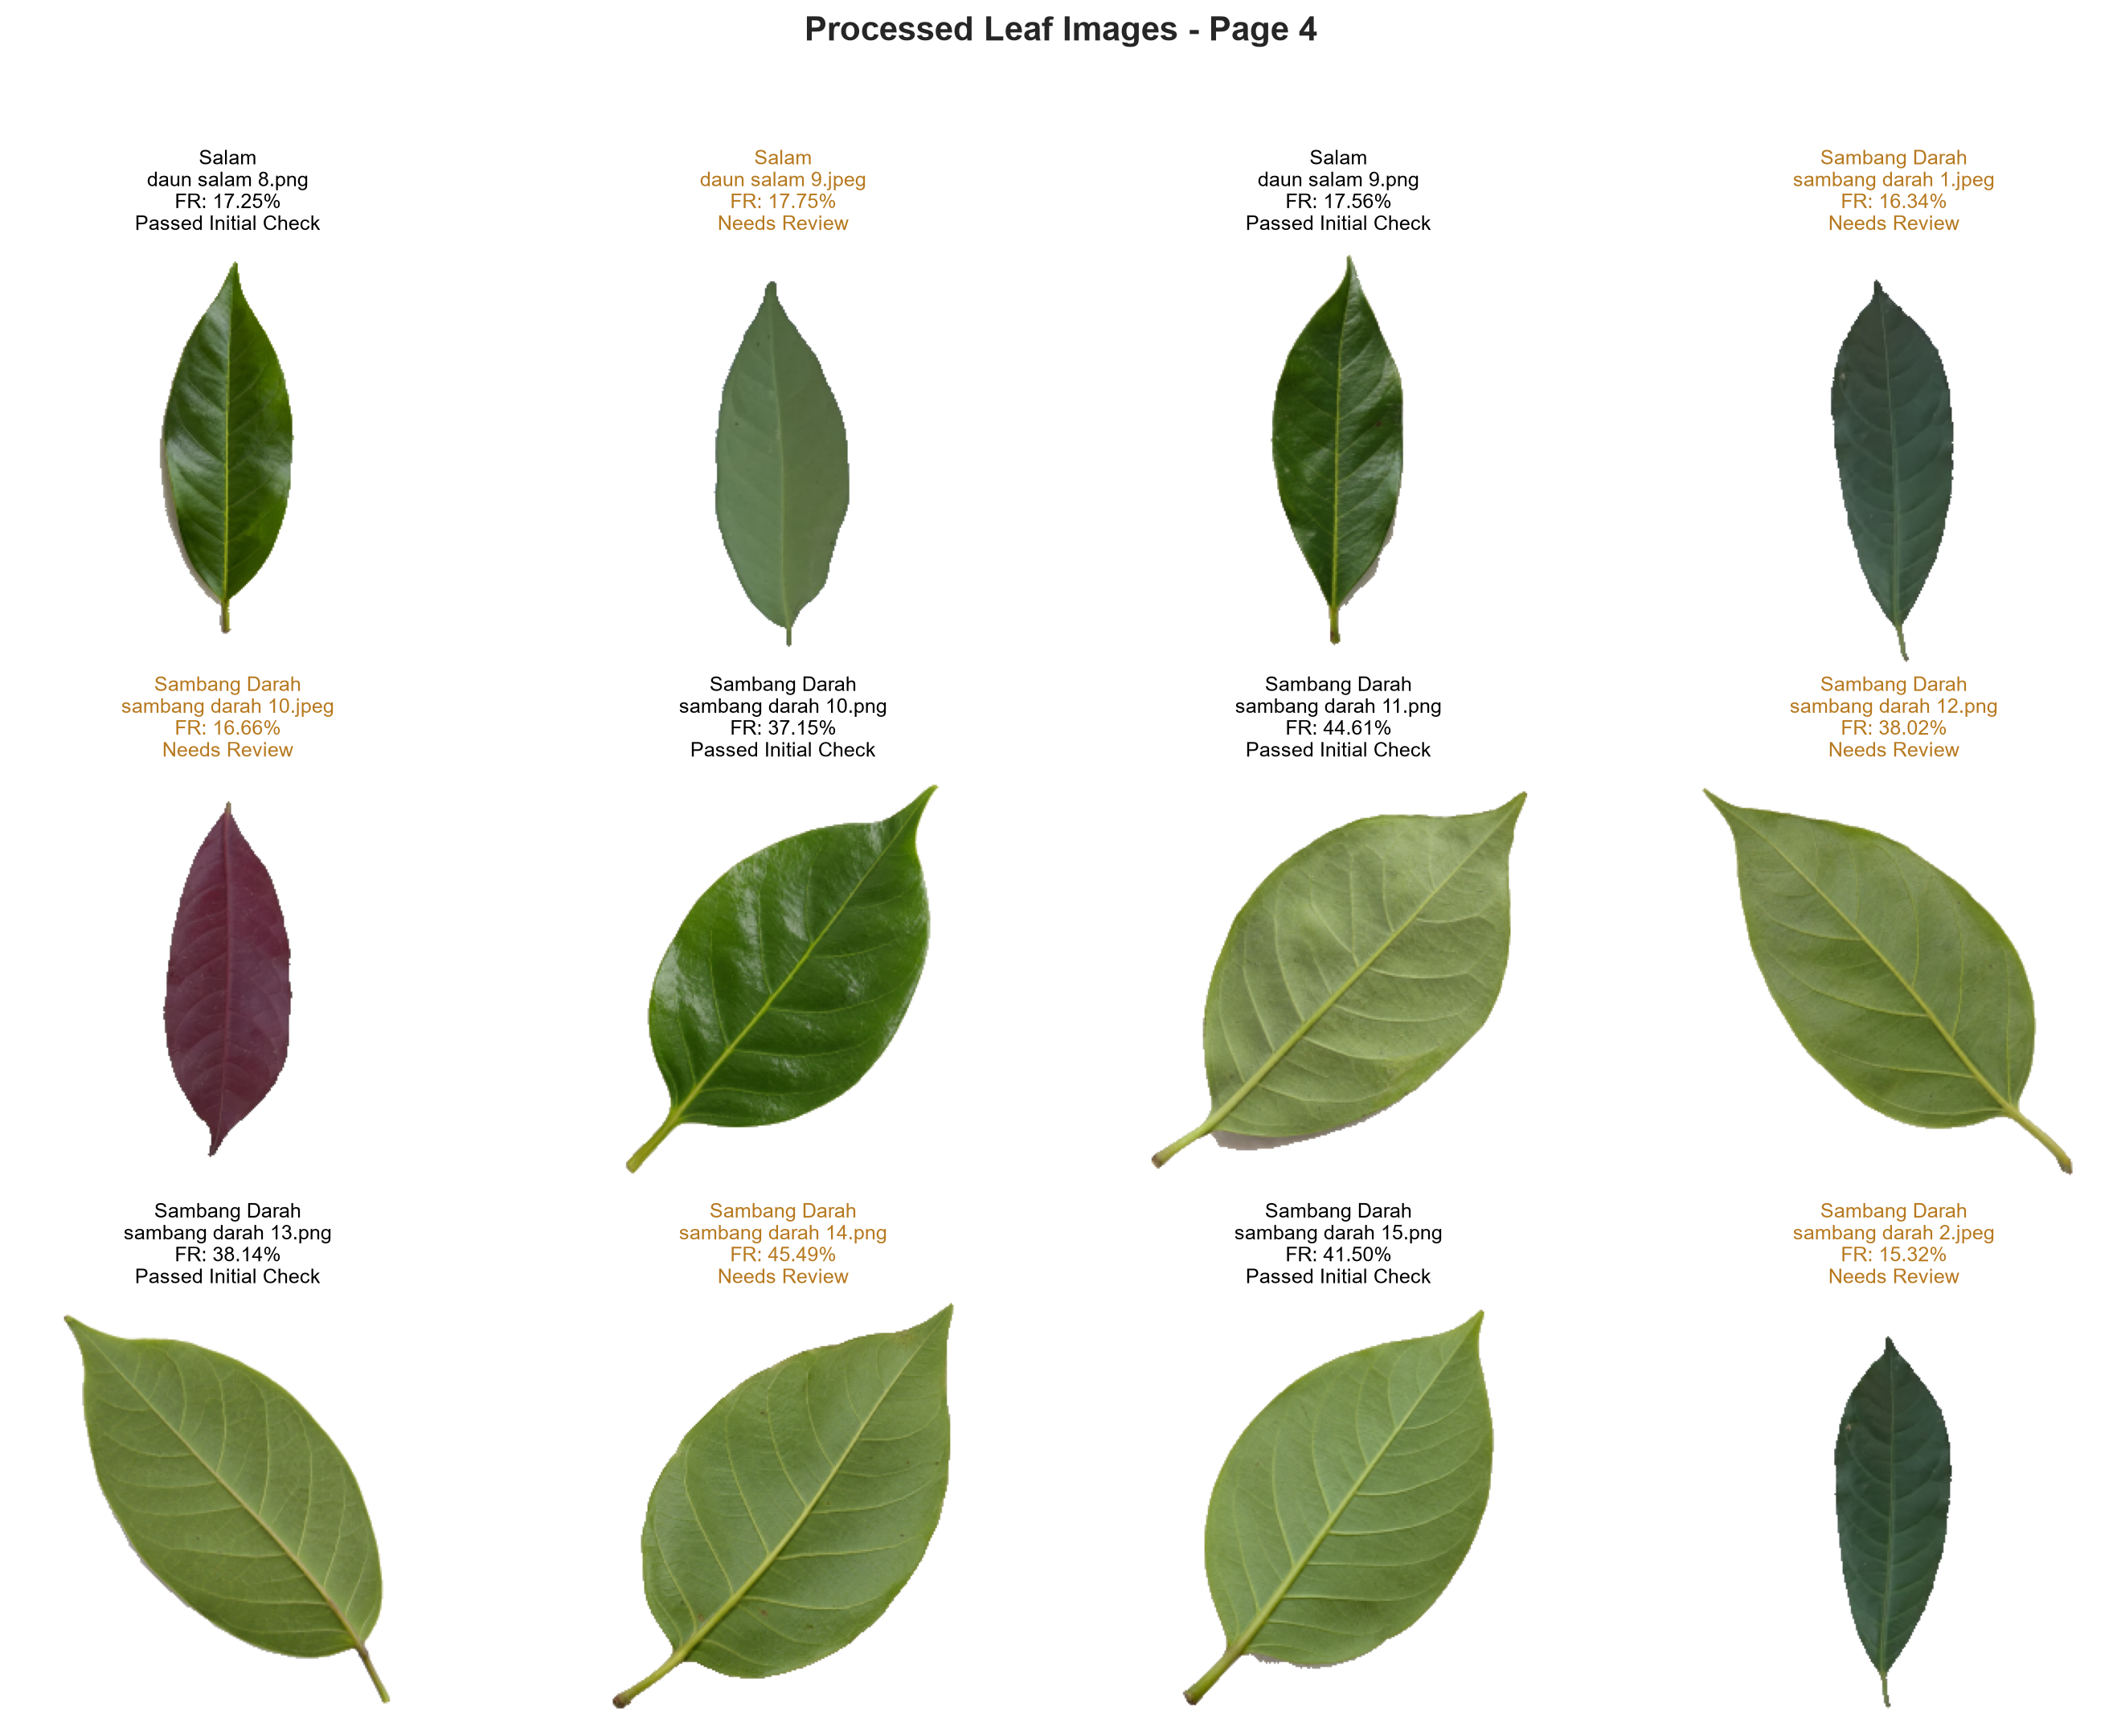 Processed Leaf Images - Page 4
Salam
daun salam 8.png
FR: 17.25%
Passed Initial Check
Salam
daun salam 9.jpeg
FR: 17.75%
Needs Review
Salam
daun salam 9.png
FR: 17.56%
Passed Initial Check
Sambang Darah
sambang darah 1.jpeg
FR: 16.34%
Needs Review
Sambang Darah
sambang darah 10.jpeg
FR: 16.66%
Needs Review
Sambang Darah
sambang darah 10.png
FR: 37.15%
Passed Initial Check
Sambang Darah
sambang darah 11.png
FR: 44.61%
Passed Initial Check
Sambang Darah
sambang darah 12.png
FR: 38.02%
Needs Review
Sambang Darah
sambang darah 13.png
FR: 38.14%
Passed Initial Check
Sambang Darah
sambang darah 14.png
FR: 45.49%
Needs Review
Sambang Darah
sambang darah 15.png
FR: 41.50%
Passed Initial Check
Sambang Darah
sambang darah 2.jpeg
FR: 15.32%
Needs Review